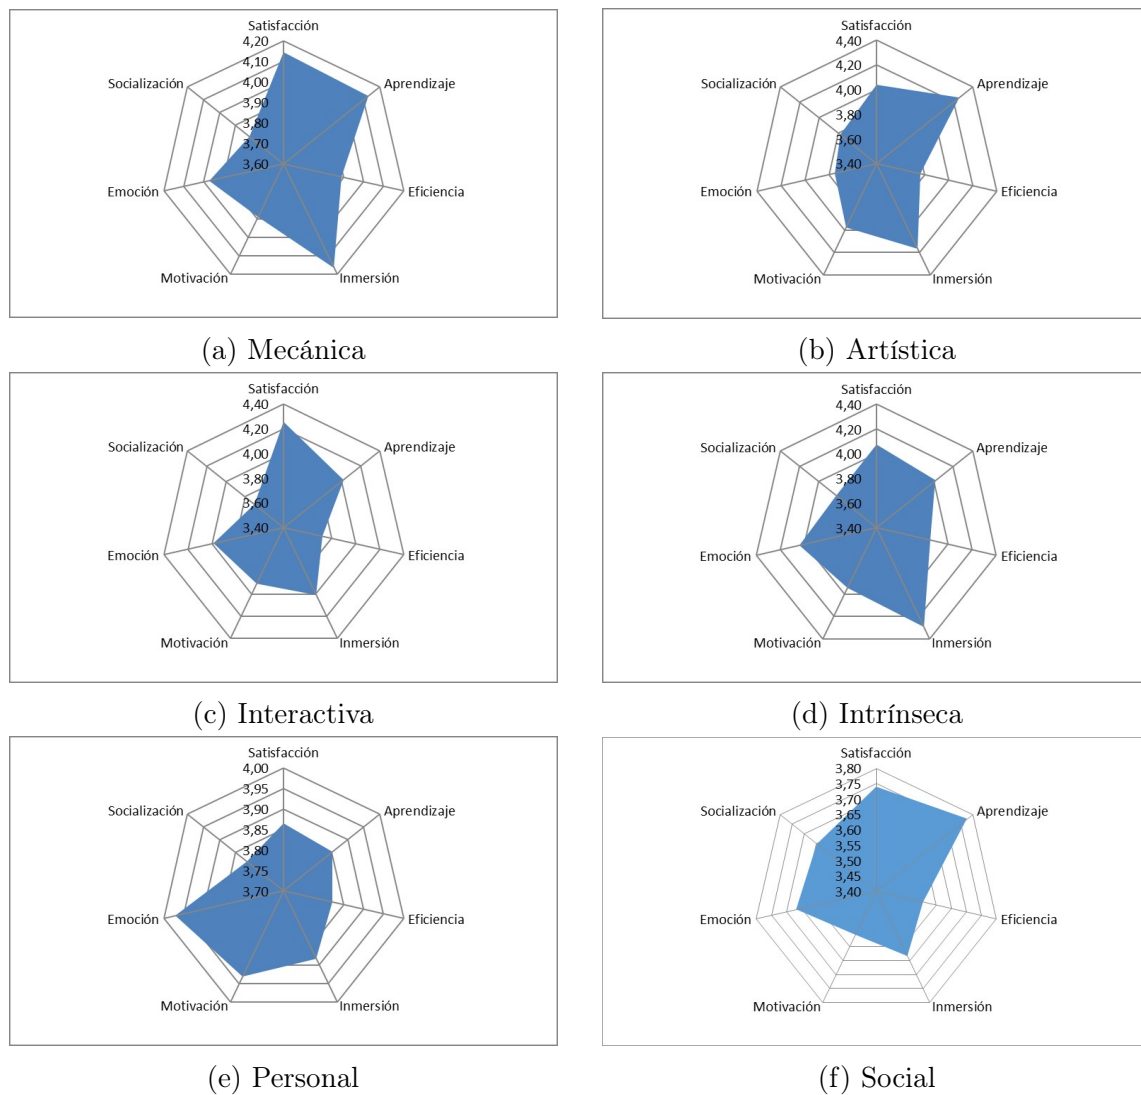 Satisfacción
4,20
4,10
4,00
3,90
3,80
3,70
3,60
Aprendizaje
Eficiencia
Inmersión
Motivación
Emoción
Socialización
(a) Mecánica
Satisfacción
4,40
4,20
4,00
3,80
3,60
3,40
Aprendizaje
Eficiencia
Inmersión
Motivación
Emoción
Socialización
(b) Artística
Satisfacción
4,40
4,20
4,00
3,80
3,60
3,40
Aprendizaje
Eficiencia
Inmersión
Motivación
Emoción
Socialización
(c) Interactiva
Satisfacción
4,40
4,20
4,00
3,80
3,60
3,40
Aprendizaje
Eficiencia
Inmersión
Motivación
Emoción
Socialización
(d) Intrínseca
Satisfacción
4,00
3,95
3,90
3,85
3,80
3,75
3,70
Aprendizaje
Eficiencia
Inmersión
Motivación
Emoción
Socialización
(e) Personal
Satisfacción
3,80
3,75
3,70
3,65
3,60
3,55
3,50
3,45
3,40
Aprendizaje
Eficiencia
Inmersión
Motivación
Emoción
Socialización
(f) Social